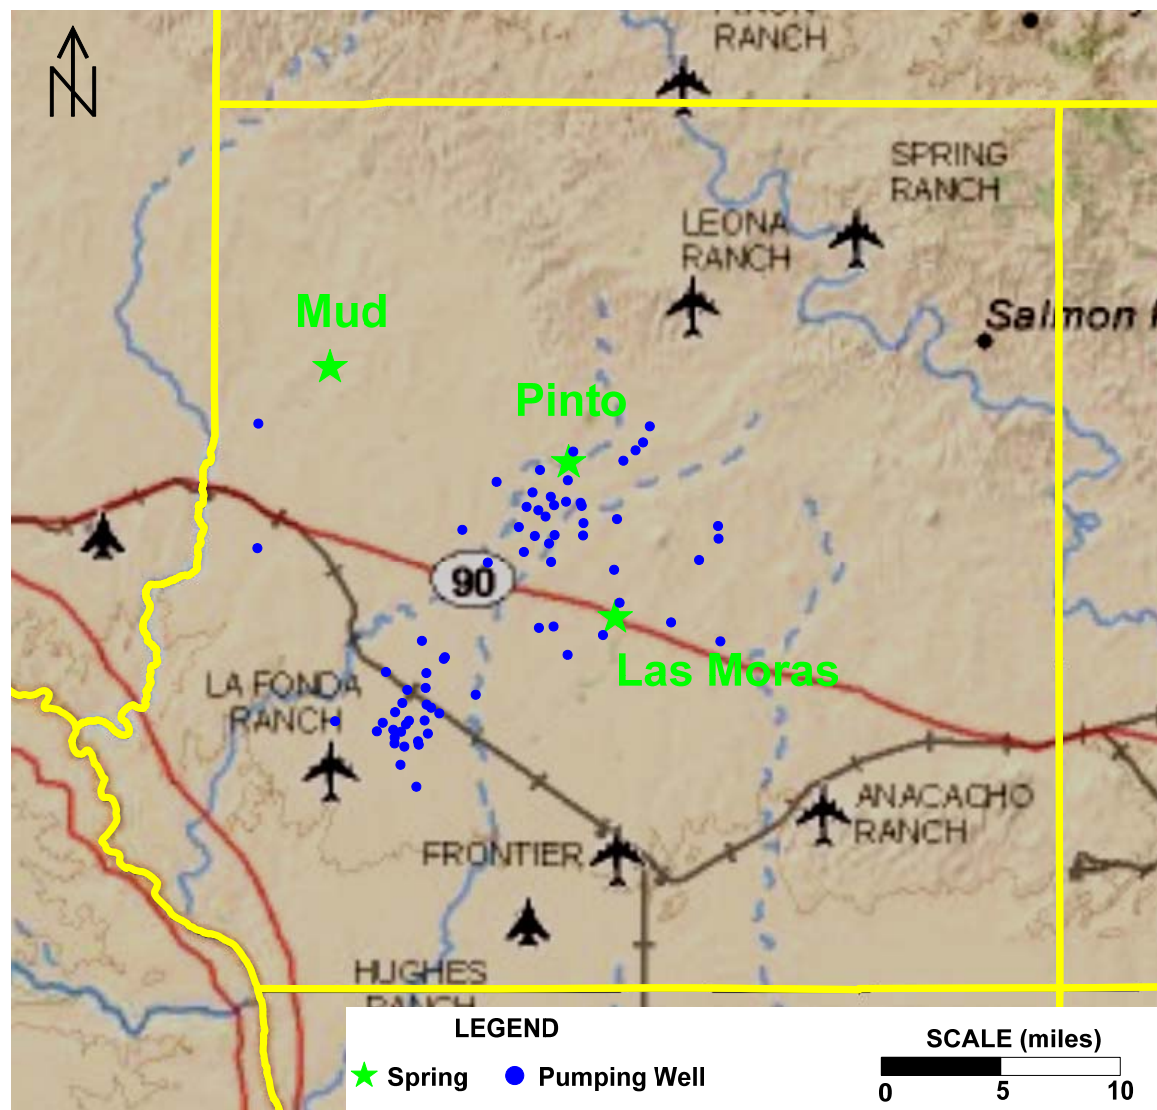 N
RANCH
SPRING
RANCH
LEONA
RANCH
Mud
Salmon
Pinto
90
Las Moras
LA FONDA
RANCH
ANACACHO
RANCH
FRONTIER
HUGHES
RANCH
LEGEND
Spring
Pumping Well
SCALE (miles)
0 5 10